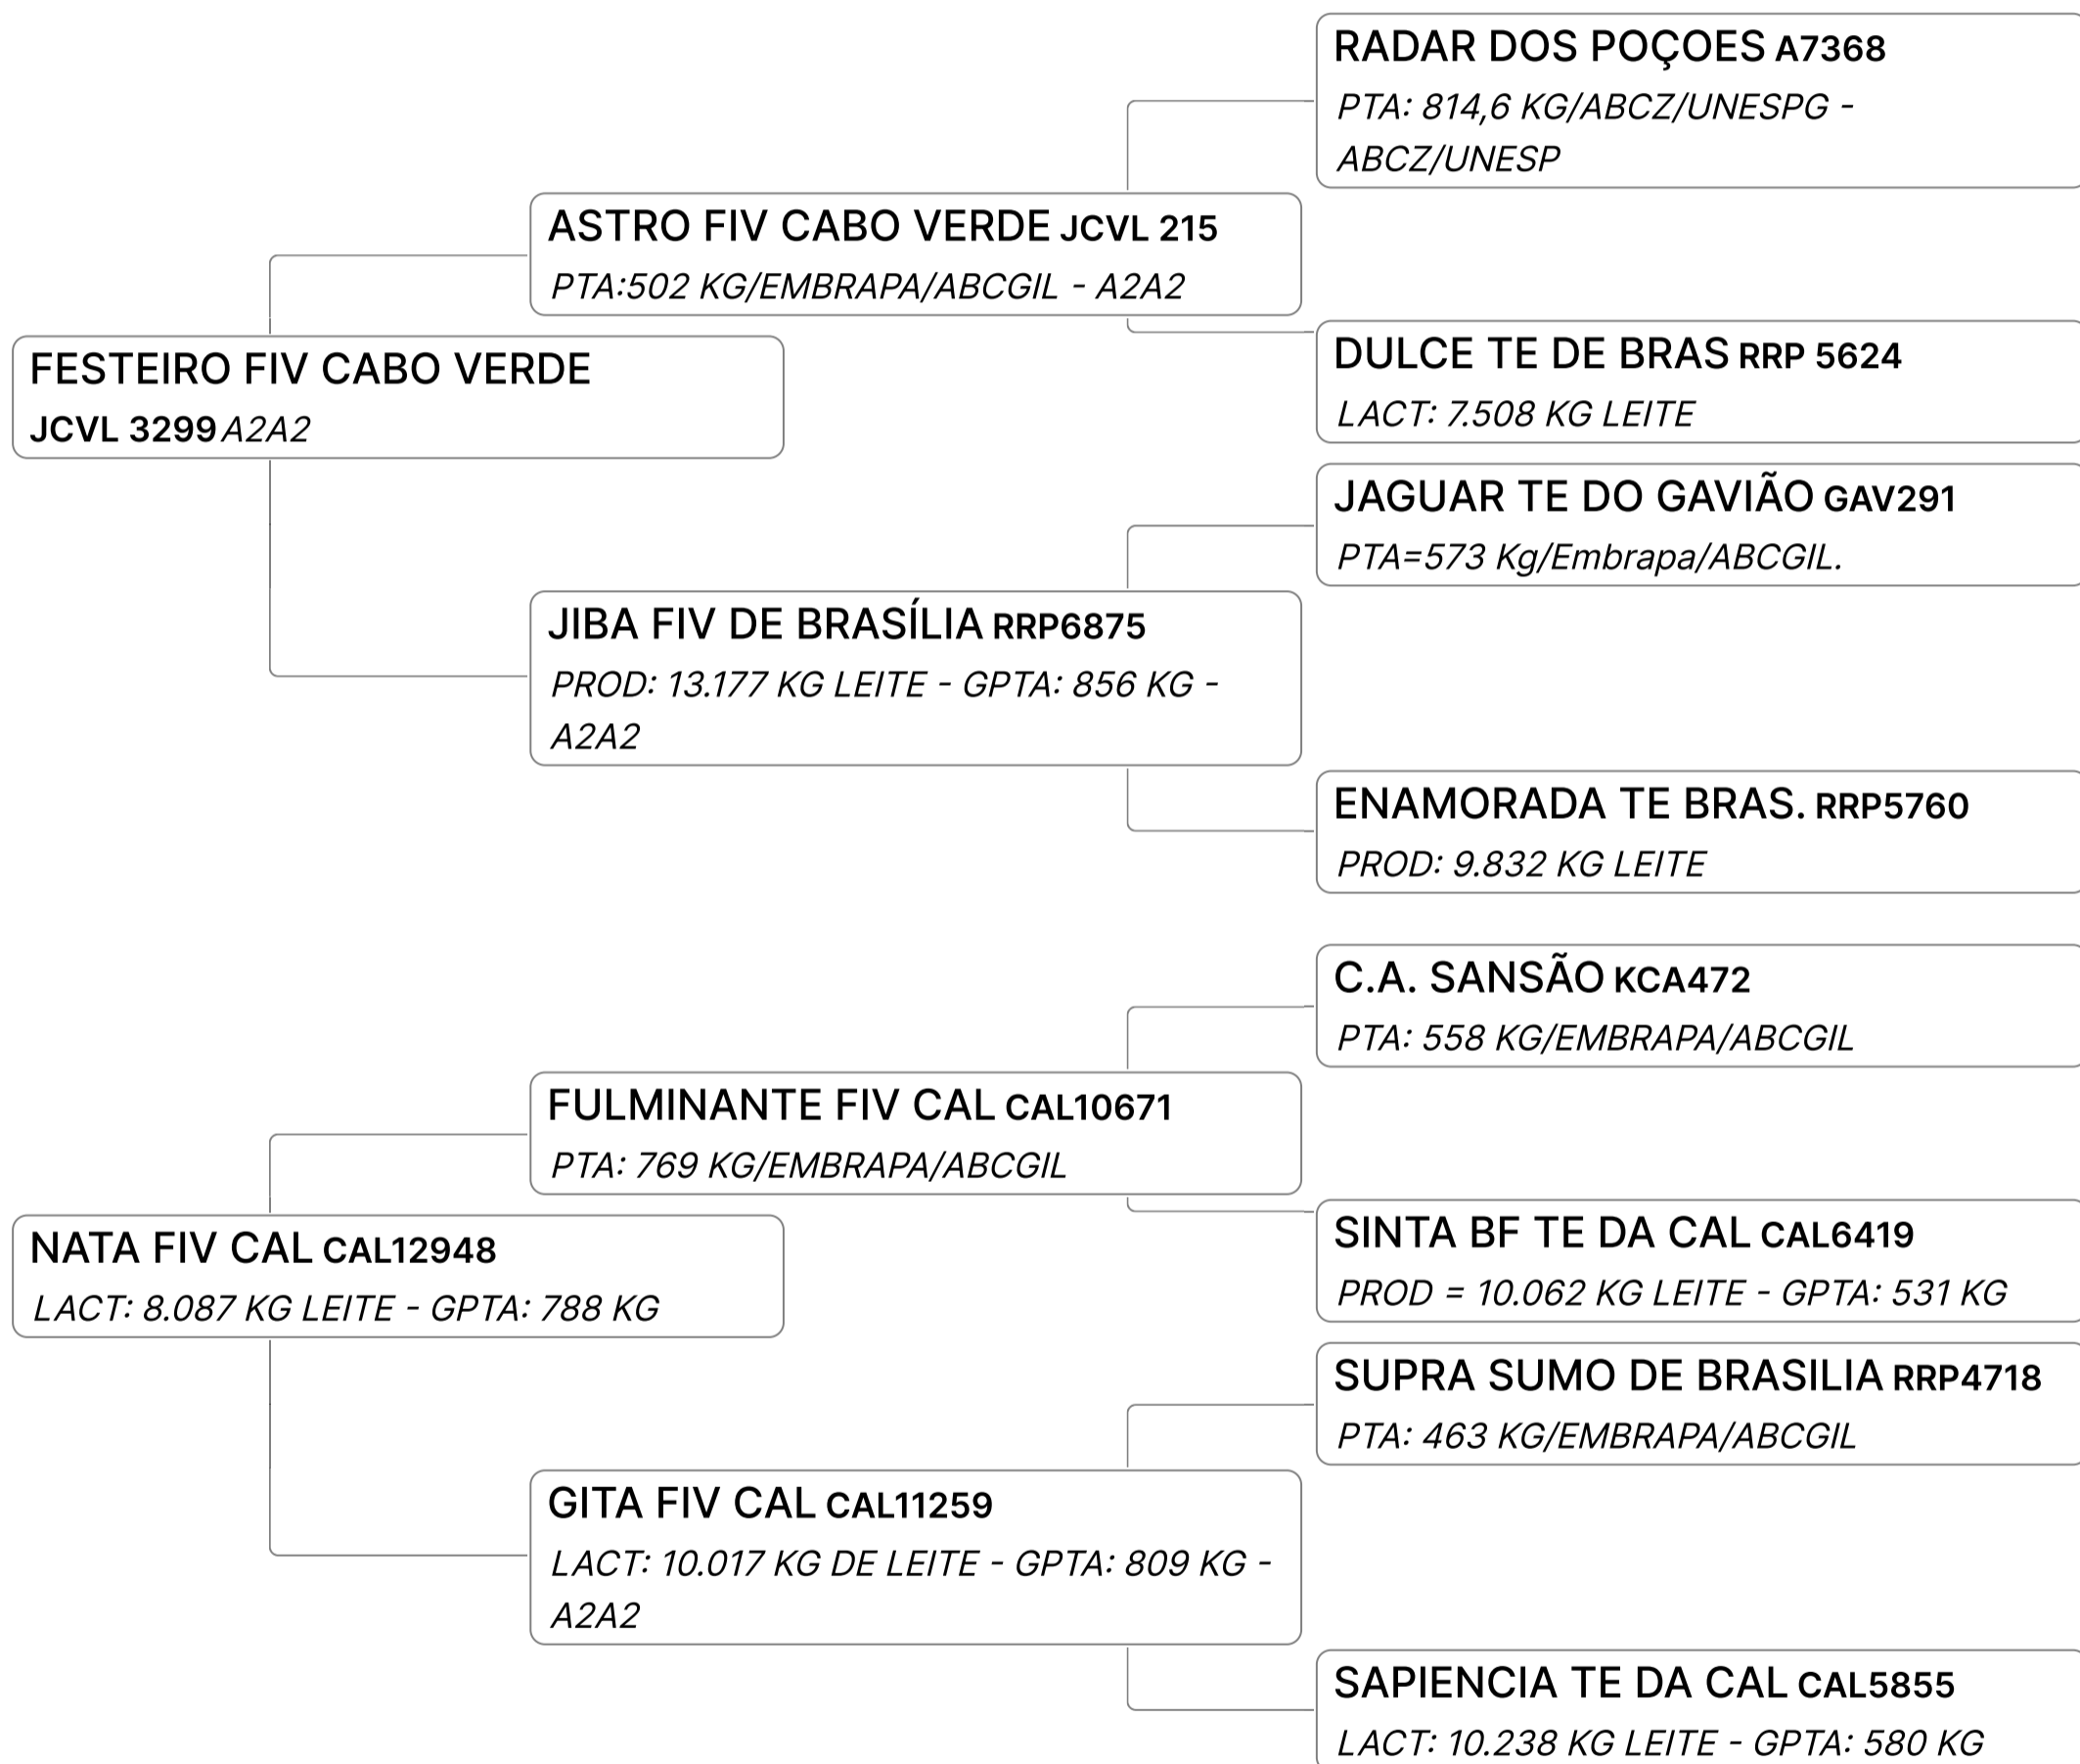 RADAR DOS POÇOES A7368
PTA: 814,6 KG/ABCZ/UNESPG -
ABCZ/UNESP
ASTRO FIV CABO VERDE JCVL 215
PTA:502 KG/EMBRAPA/ABCGIL - A2A2
DULCE TE DE BRAS RRP 5624
LACT: 7.508 KG LEITE
FESTEIRO FIV CABO VERDE
JCVL 3299 A2A2
JAGUAR TE DO GAVIÃO GAV291
PTA=573 Kg/Embrapa/ABCGIL.
JIBA FIV DE BRASÍLIA RRP6875
PROD: 13.177 KG LEITE - GPTA: 856 KG -
A2A2
ENAMORADA TE BRAS. RRP5760
PROD: 9.832 KG LEITE
C.A. SANSÃO KCA472
PTA: 558 KG/EMBRAPA/ABCGIL
FULMINANTE FIV CAL CAL10671
PTA: 769 KG/EMBRAPA/ABCGIL
SINTA BF TE DA CAL CAL6419
PROD = 10.062 KG LEITE - GPTA: 531 KG
NATA FIV CAL CAL12948
LACT: 8.087 KG LEITE - GPTA: 788 KG
SUPRA SUMO DE BRASILIA RRP4718
PTA: 463 KG/EMBRAPA/ABCGIL
GITA FIV CAL CAL11259
LACT: 10.017 KG DE LEITE - GPTA: 809 KG -
A2A2
SAPIENCIA TE DA CAL CAL5855
LACT: 10.238 KG LEITE - GPTA: 580 KG